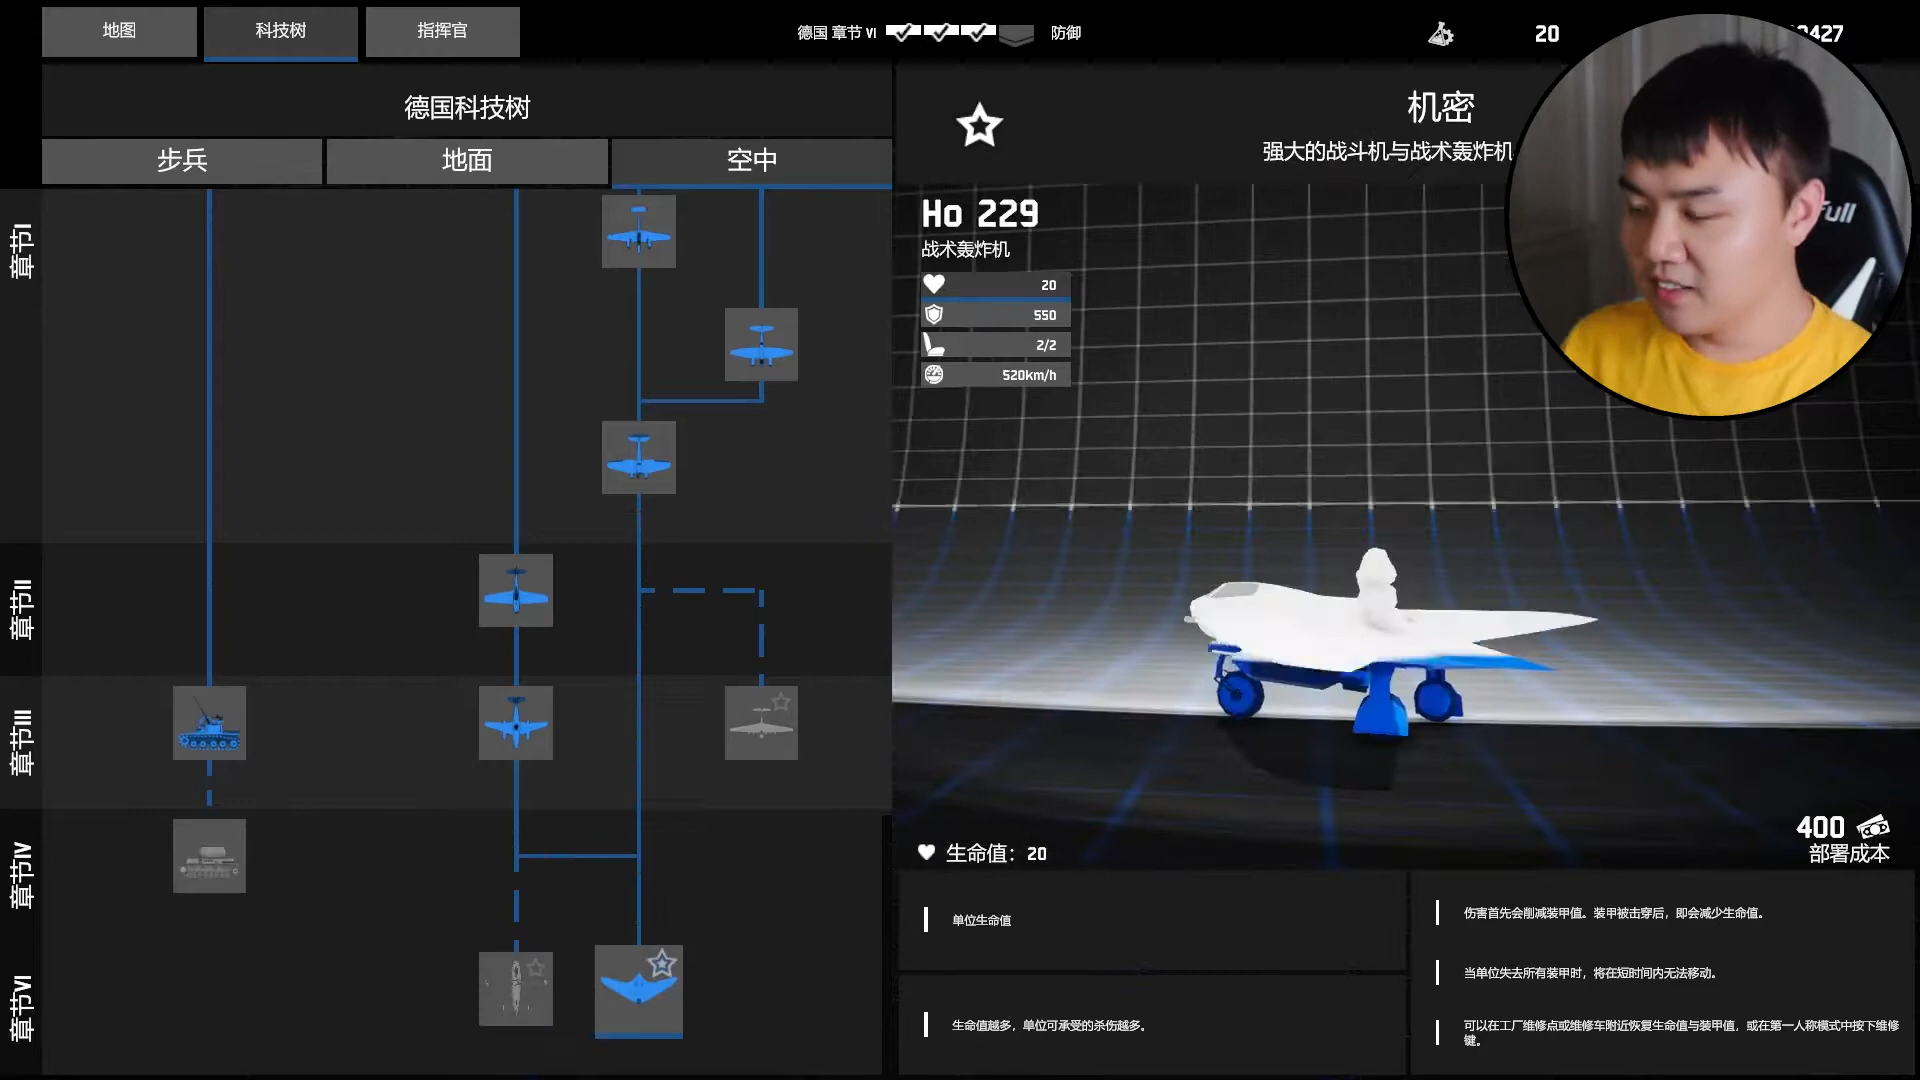 地图
科技树
指挥官
德国 章节 VI
防御
20
427
德国科技树
步兵
地面
空中
章节I
章节II
章节III
章节IV
章节VI
机密
强大的战斗机与战术轰炸机
Full
Ho 229
战术轰炸机
20
550
2/2
520km/h
400
部署成本
生命值：20
单位生命值
生命值越多，单位可承受的杀伤越多。
伤害首先会削减装甲值。装甲被击穿后，即会减少生命值。
当单位失去所有装甲时，将在短时间内无法移动。
可以在工厂维修点或维修车附近恢复生命值与装甲值，或在第一人称模式中按下维修
键。